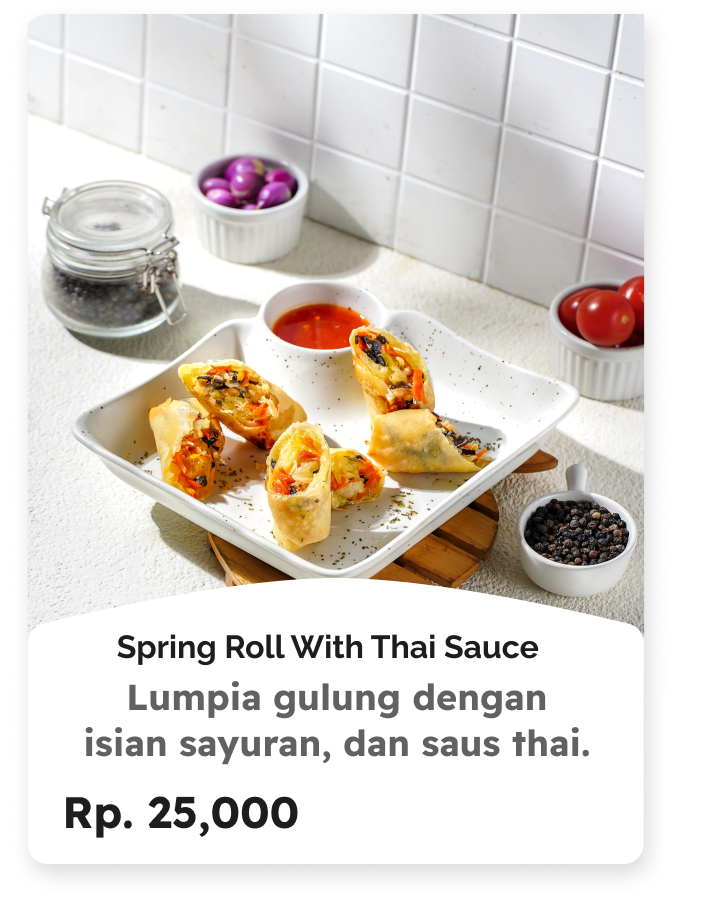 Spring Roll With Thai Sauce
Lumpia gulung dengan
isian sayuran, dan saus thai.
Rp. 25,000